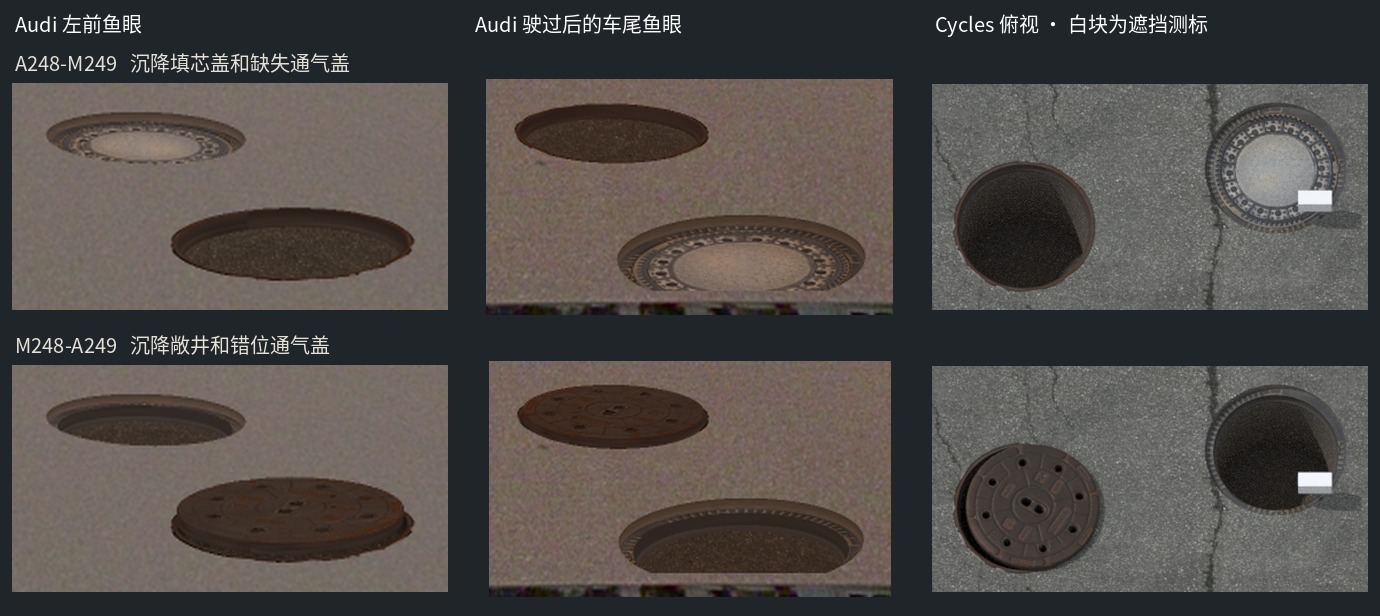 Audi 左前鱼眼
Audi 驶过后的车尾鱼眼
Cycles 俯视 · 白块为遮挡测标
A248-M249 沉降填芯盖和缺失通气盖
M248-A249 沉降敞井和错位通气盖